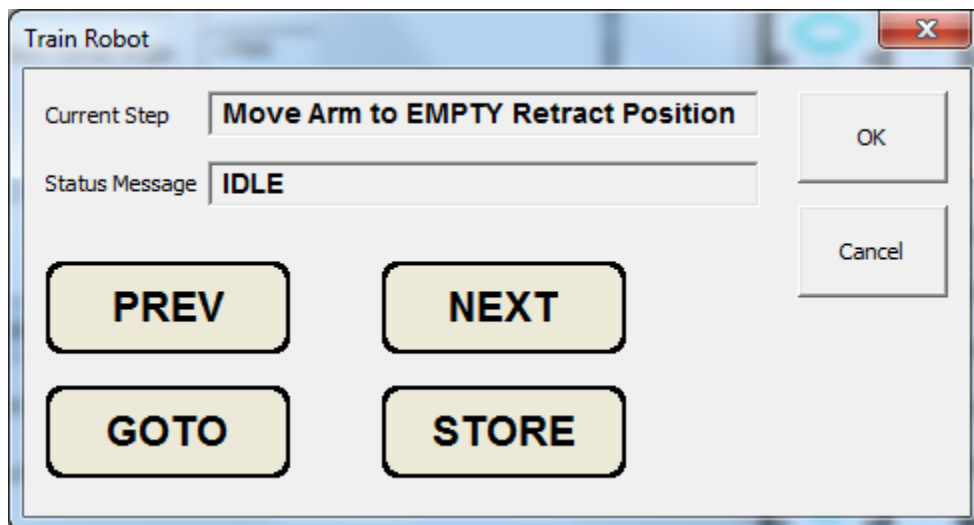 Train Robot
Current Step
Move Arm to EMPTY Retract Position
OK
Status Message
IDLE
Cancel
PREV
NEXT
GOTO
STORE